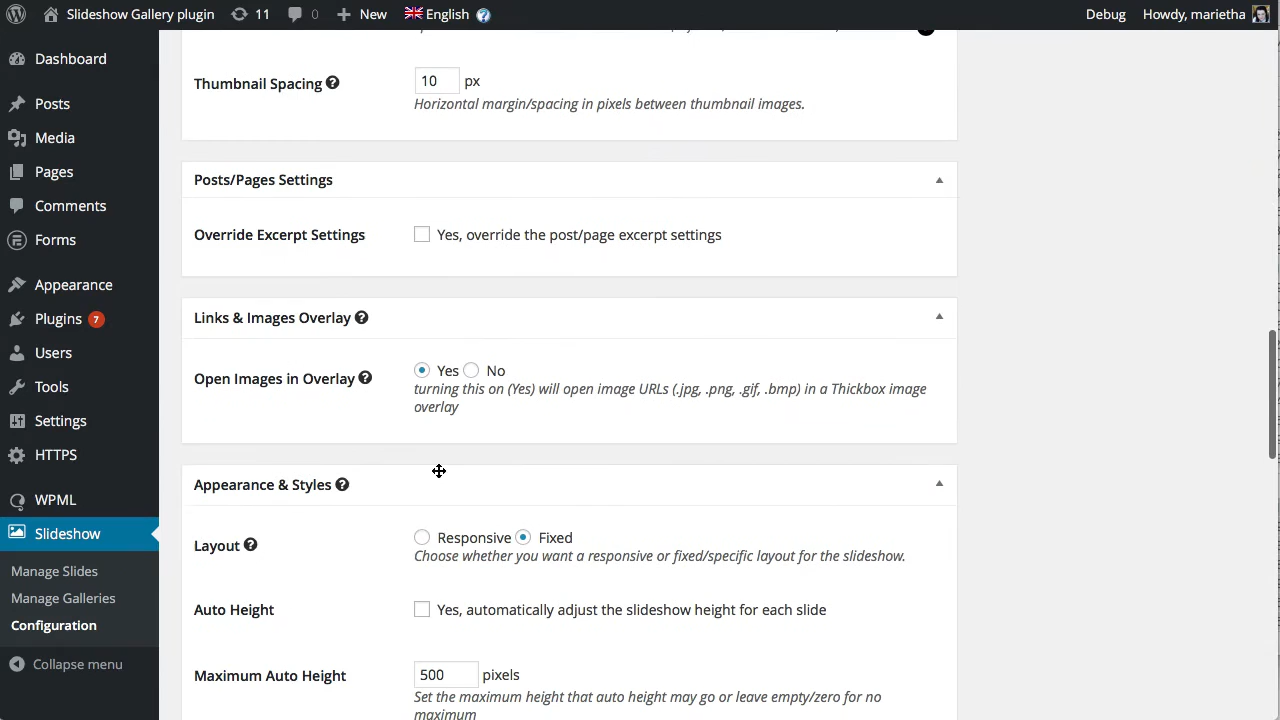 Slideshow Gallery plugin 11 0 New English Debug Howdy, marietha
Dashboard
Posts
Media
Pages
Comments
Forms
Appearance
Plugins 7
Users
Tools
Settings
HTTPS
WPML
Slideshow
Manage Slides
Manage Galleries
Configuration
Collapse menu
Thumbnail Spacing 10 px
Horizontal margin/spacing in pixels between thumbnail images.
Posts/Pages Settings
Override Excerpt Settings Yes, override the post/page excerpt settings
Links & Images Overlay
Open Images in Overlay Yes No
turning this on (Yes) will open image URLs (.jpg, .png, .gif, .bmp) in a Thickbox image
overlay
Appearance & Styles
Layout Responsive Fixed
Choose whether you want a responsive or fixed/specific layout for the slideshow.
Auto Height Yes, automatically adjust the slideshow height for each slide
Maximum Auto Height 500 pixels
Set the maximum height that auto height may go or leave empty/zero for no
maximum